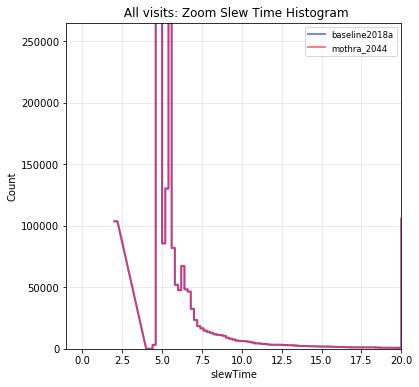 All visits: Zoom Slew Time Histogram
baseline2018a
mothra_2044
250000
200000
150000
100000
50000
0
Count
0.0 2.5 5.0 7.5 10.0 12.5 15.0 17.5 20.0
slewTime